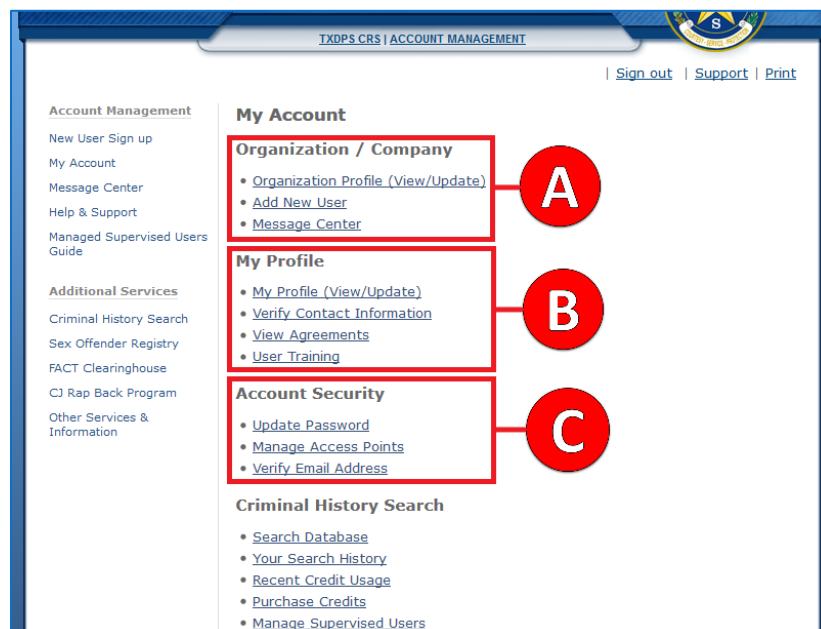 S
TXDPS CRS | ACCOUNT MANAGEMENT
| Sign out | Support | Print
Account Management
New User Sign up
My Account
Message Center
Help & Support
Managed Supervised Users
Guide
Additional Services
Criminal History Search
Sex Offender Registry
FACT Clearinghouse
CJ Rap Back Program
Other Services &
Information
My Account
Organization / Company
• Organization Profile (View/Update)
• Add New User
• Message Center
A
My Profile
• My Profile (View/Update)
• Verify Contact Information
• View Agreements
• User Training
B
Account Security
• Update Password
• Manage Access Points
• Verify Email Address
C
Criminal History Search
• Search Database
• Your Search History
• Recent Credit Usage
• Purchase Credits
• Manage Supervised Users